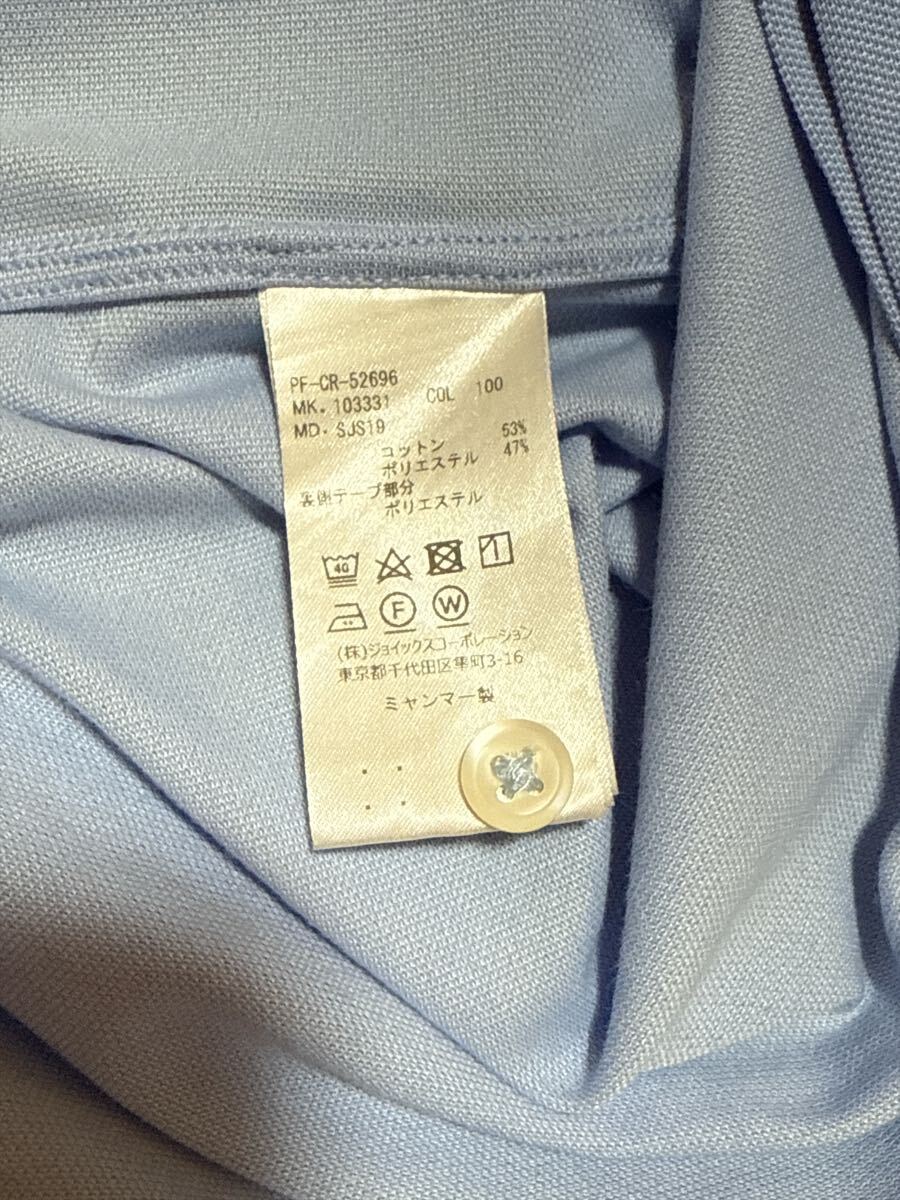 PF-CR-52696
MK. 103331 COL 100
MD. SJS19
コットン 53%
ポリエステル 47%
裏側テープ部分
ポリエステル
40
F W
(株)ジョイックスコーポレーション
東京都千代田区隼町3-16
ミャンマー製